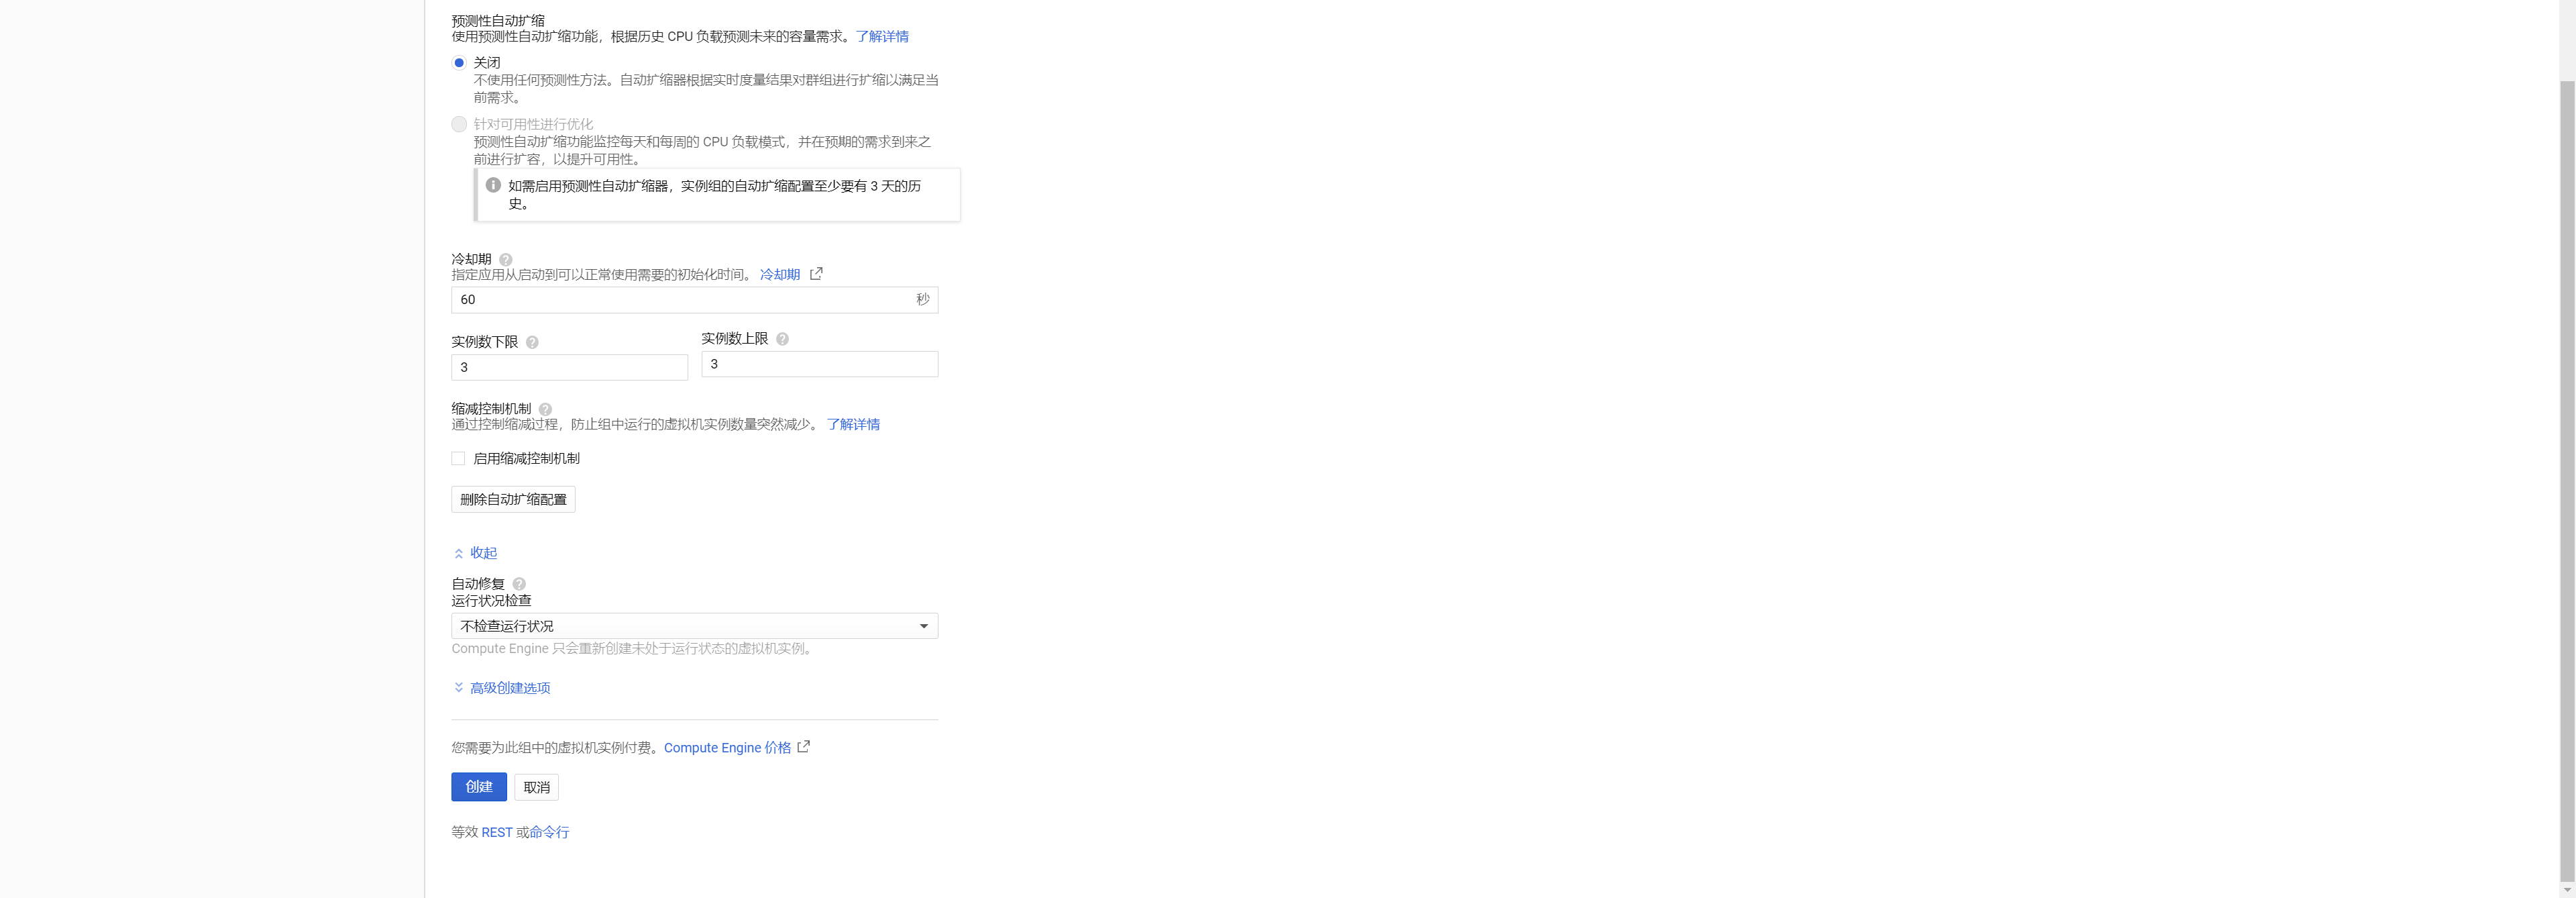 预测性自动扩缩
使用预测性自动扩缩功能，根据历史 CPU 负载预测未来的容量需求。了解详情
关闭
不使用任何预测性方法。自动扩缩器根据实时度量结果对群组进行扩缩以满足当
前需求。
针对可用性进行优化
预测性自动扩缩功能监控每天和每周的 CPU 负载模式，并在预期的需求到来之
前进行扩容，以提升可用性。
如需启用预测性自动扩缩器，实例组的自动扩缩配置至少要有 3 天的历
史。
冷却期
指定应用从启动到可以正常使用需要的初始化时间。 冷却期
60 秒
实例数下限 实例数上限
3 3
缩减控制机制
通过控制缩减过程，防止组中运行的虚拟机实例数量突然减少。 了解详情
启用缩减控制机制
删除自动扩缩配置
收起
自动修复
运行状况检查
不检查运行状况
Compute Engine 只会重新创建未处于运行状态的虚拟机实例。
高级创建选项
您需要为此组中的虚拟机实例付费。Compute Engine 价格
创建 取消
等效 REST 或命令行